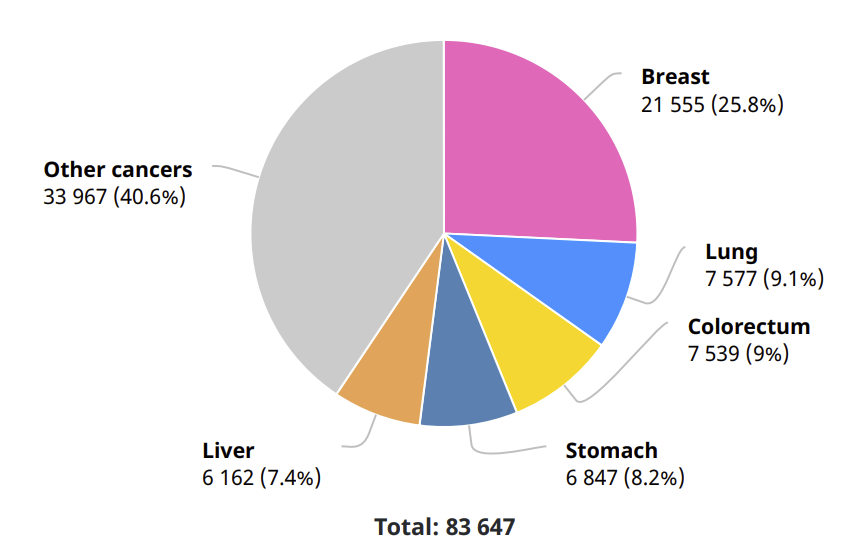 Breast
21 555 (25.8%)
Other cancers
33 967 (40.6%)
Lung
7 577 (9.1%)
Colorectum
7 539 (9%)
Liver
6 162 (7.4%)
Stomach
6 847 (8.2%)
Total: 83 647